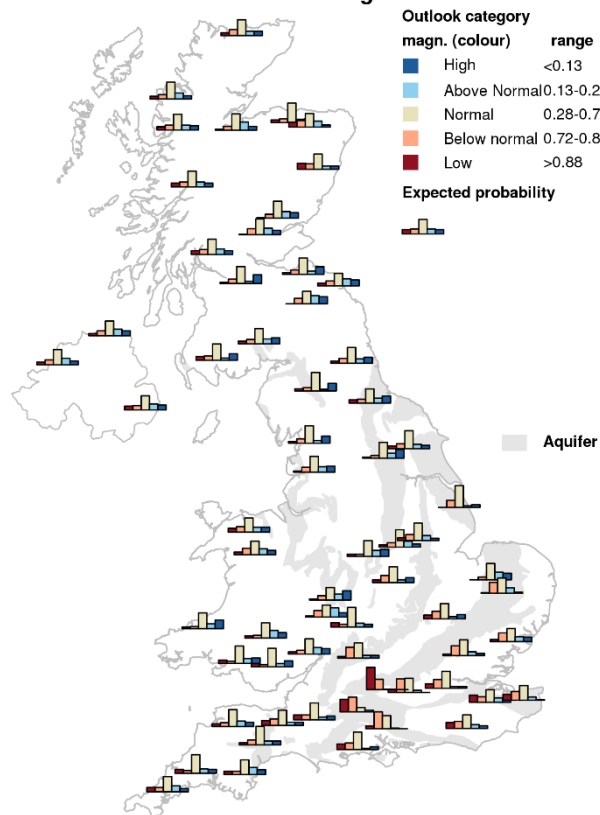 Outlook category
magn. (colour) range
High <0.13
Above Normal 0.13-0.2
Normal 0.28-0.7
Below normal 0.72-0.8
Low >0.88
Expected probability
Aquifer